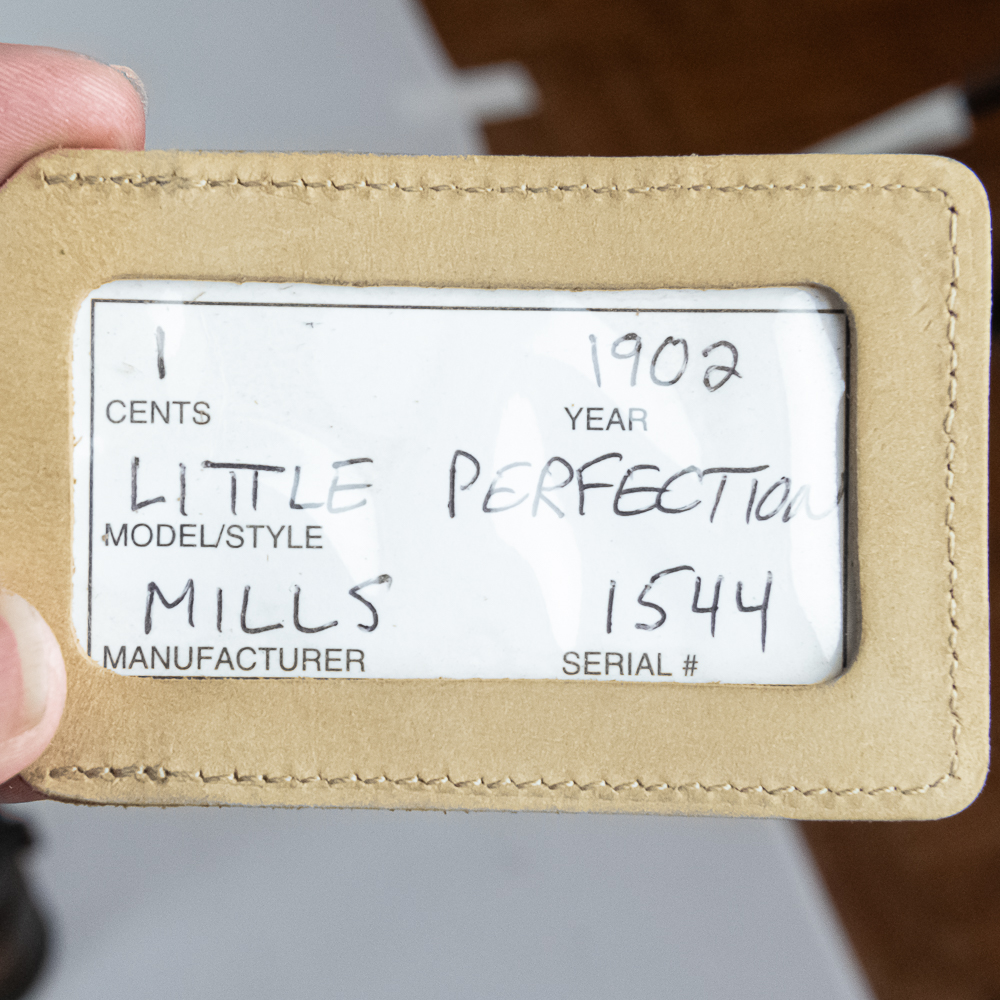 1 1902
CENTS YEAR
LITTLE PERFECTION
MODEL/STYLE
MILLS 1544
MANUFACTURER SERIAL #